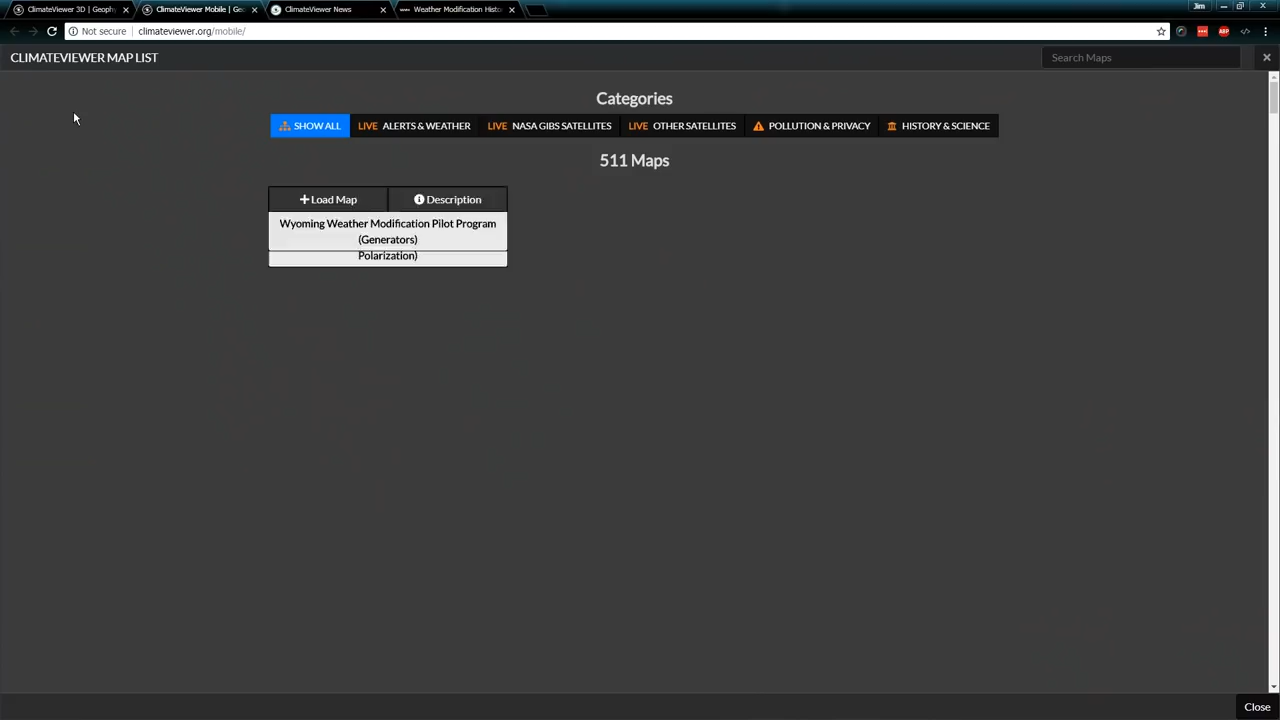 ClimateViewer 3D | Geoph
ClimateViewer Mobile | Ge
ClimateViewer News
Weather Modification Histo
Jim
Not secure
climateviewer.org/mobile/
ABP
CLIMATEVIEWER MAP LIST
Search Maps
Categories
SHOW ALL
LIVE ALERTS & WEATHER
LIVE NASA GIBS SATELLITES
LIVE OTHER SATELLITES
POLLUTION & PRIVACY
HISTORY & SCIENCE
511 Maps
Load Map
Description
Wyoming Weather Modification Pilot Program
(Generators)
Polarization)
Close